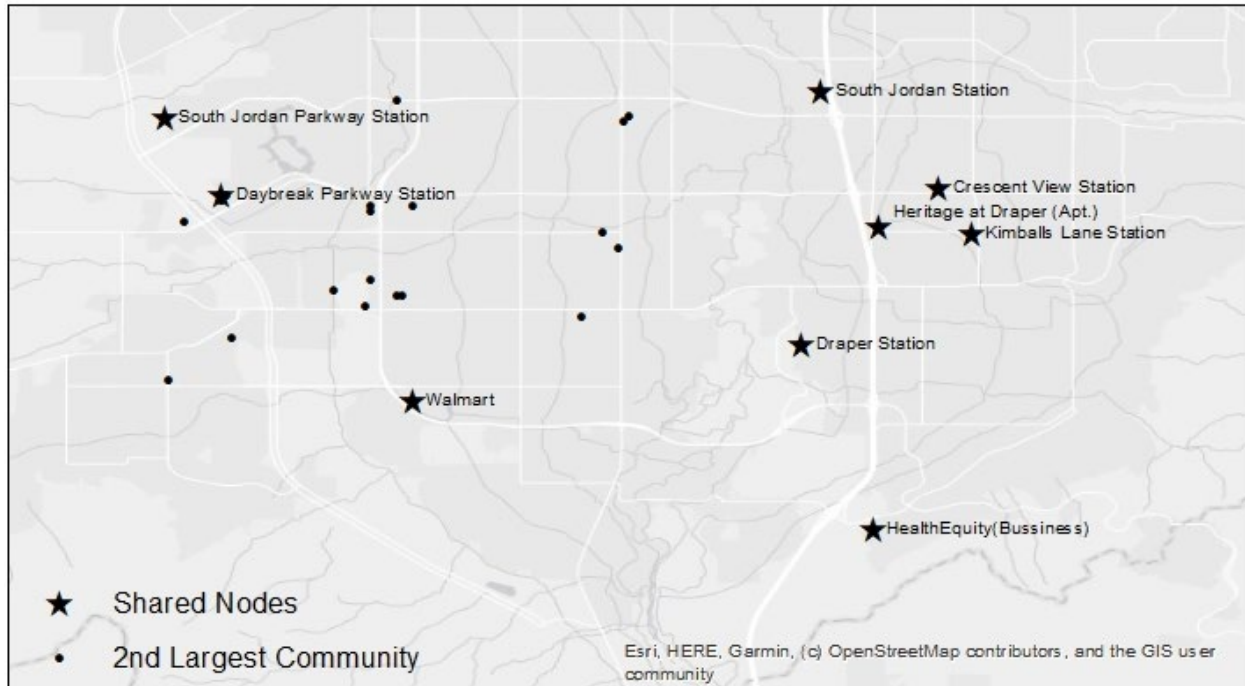 South Jordan Station
South Jordan Parkway Station
Crescent View Station
Daybreak Parkway Station
Heritage at Draper (Apt.)
Kimballs Lane Station
Draper Station
Walmart
HealthEquity(Bussiness)
Shared Nodes
2nd Largest Community
Esri, HERE, Garmin, (c) OpenStreetMap contributors, and the GIS user
community